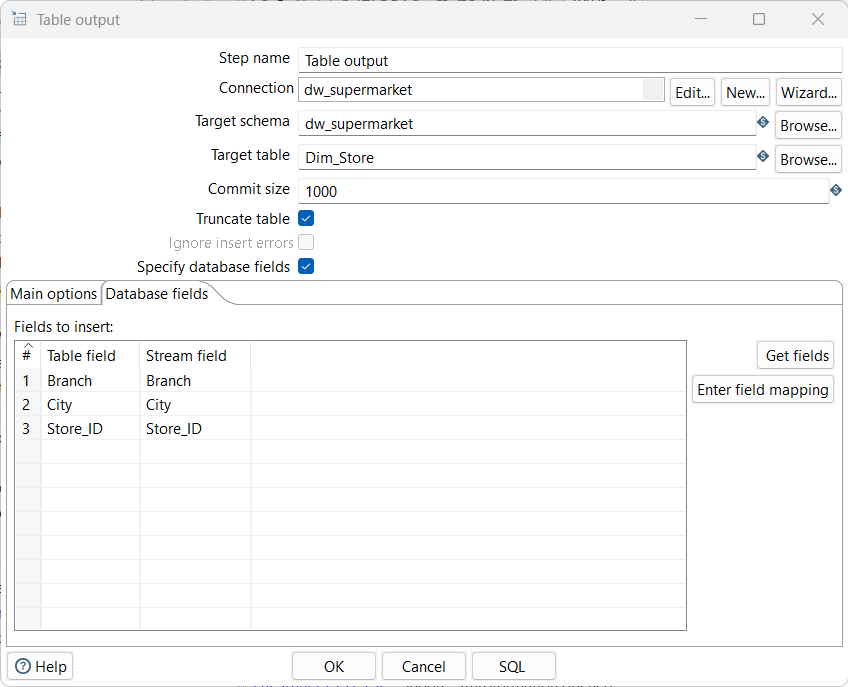 Table output
Step name Table output
Connection dw_supermarket Edit... New... Wizard...
Target schema dw_supermarket Browse...
Target table Dim_Store Browse...
Commit size 1000
Truncate table
Ignore insert errors
Specify database fields
Main options Database fields
Fields to insert:
# Table field Stream field Get fields
1 Branch Branch Enter field mapping
2 City City
3 Store_ID Store_ID
Help OK Cancel SQL